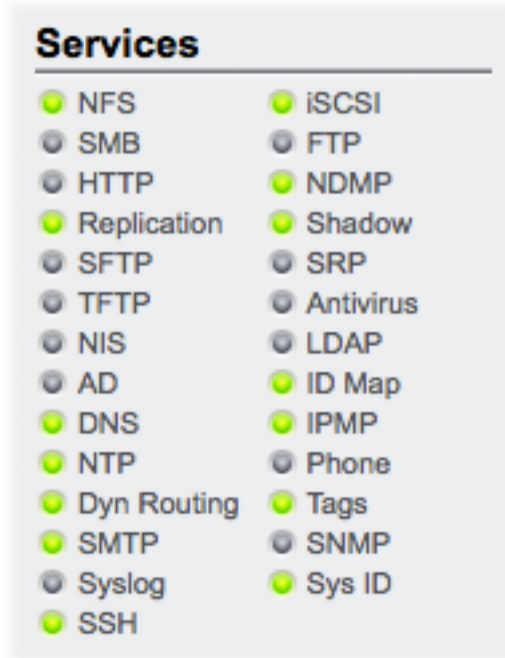 Services
NFS iSCSI
SMB FTP
HTTP NDMP
Replication Shadow
SFTP SRP
TFTP Antivirus
NIS LDAP
AD ID Map
DNS IPMP
NTP Phone
Dyn Routing Tags
SMTP SNMP
Syslog Sys ID
SSH